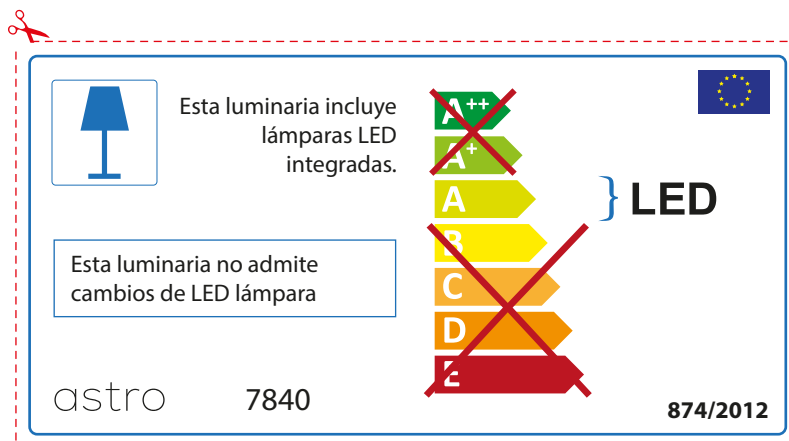 Esta luminaria incluye
lámparas LED
integradas.
A++
A+
A
LED
B
C
D
E
Esta luminaria no admite
cambios de LED lámpara
astro
7840
874/2012